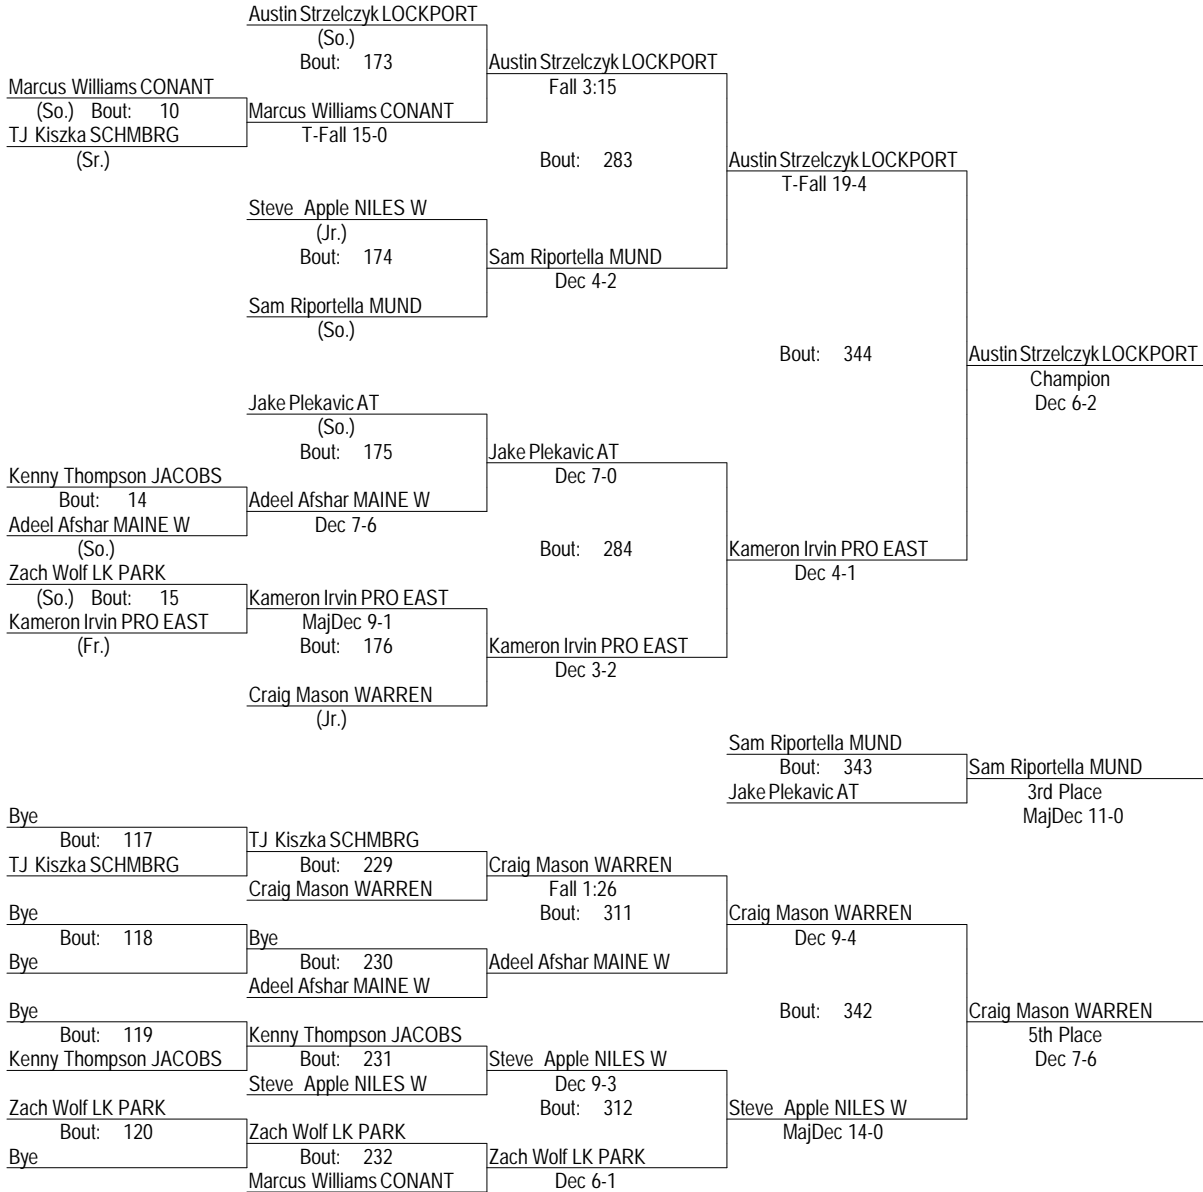 Austin Strzelczyk LOCKPORT
(So.)
Bout: 173
Austin Strzelczyk LOCKPORT
Fall 3:15
Marcus Williams CONANT
(So.) Bout: 10
Marcus Williams CONANT
T-Fall 15-0
TJ Kiszka SCHMBRG
(Sr.)
Bout: 283
Austin Strzelczyk LOCKPORT
T-Fall 19-4
Steve Apple NILES W
(Jr.)
Bout: 174
Sam Riportella MUND
Dec 4-2
Sam Riportella MUND
(So.)
Bout: 344
Austin Strzelczyk LOCKPORT
Champion
Dec 6-2
Jake Plekavic AT
(So.)
Bout: 175
Jake Plekavic AT
Dec 7-0
Kenny Thompson JACOBS
Bout: 14
Adeel Afshar MAINE W
Dec 7-6
Adeel Afshar MAINE W
(So.)
Bout: 284
Kameron Irvin PRO EAST
Dec 4-1
Zach Wolf LK PARK
(So.) Bout: 15
Kameron Irvin PRO EAST
MajDec 9-1
Kameron Irvin PRO EAST
(Fr.)
Bout: 176
Kameron Irvin PRO EAST
Dec 3-2
Craig Mason WARREN
(Jr.)
Sam Riportella MUND
Bout: 343
Sam Riportella MUND
Jake Plekavic AT
3rd Place
MajDec 11-0
Bye
Bout: 117
TJ Kiszka SCHMBRG
TJ Kiszka SCHMBRG
Bout: 229
Craig Mason WARREN
Craig Mason WARREN
Fall 1:26
Bye
Bout: 311
Craig Mason WARREN
Bout: 118
Bye
Dec 9-4
Bye
Bout: 230
Adeel Afshar MAINE W
Adeel Afshar MAINE W
Bye
Bout: 342
Craig Mason WARREN
Bout: 119
Kenny Thompson JACOBS
5th Place
Kenny Thompson JACOBS
Bout: 231
Steve Apple NILES W
Dec 7-6
Steve Apple NILES W
Dec 9-3
Zach Wolf LK PARK
Bout: 312
Steve Apple NILES W
Bout: 120
Zach Wolf LK PARK
MajDec 14-0
Bye
Bout: 232
Zach Wolf LK PARK
Marcus Williams CONANT
Dec 6-1